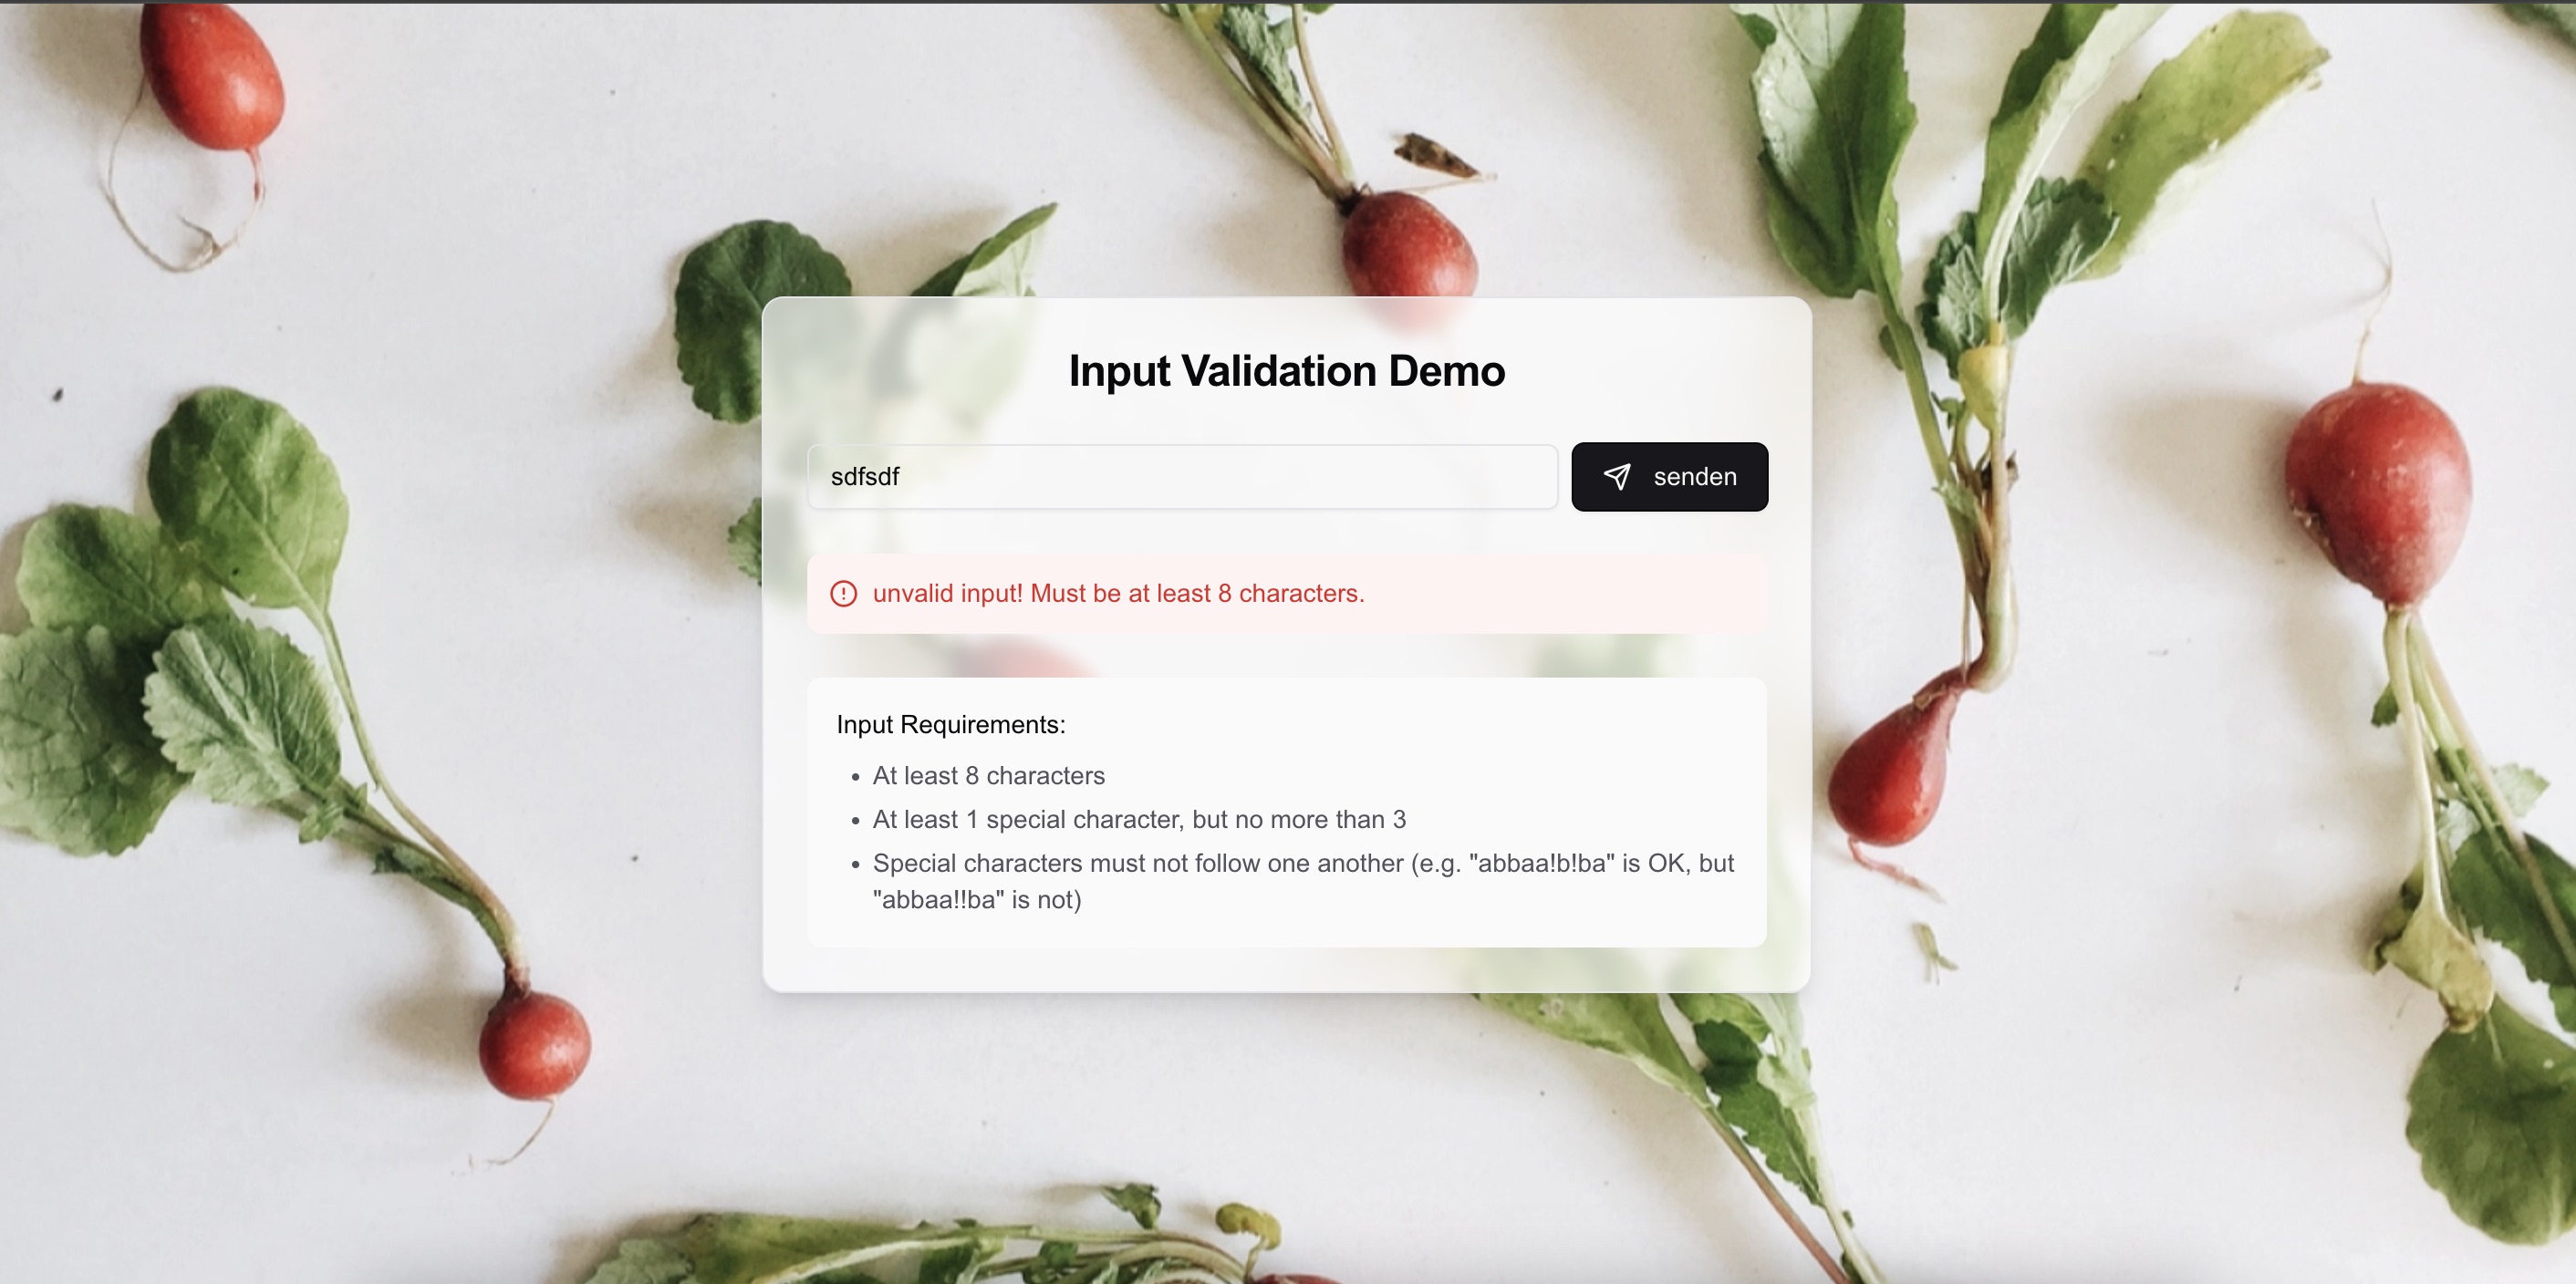 Input Validation Demo
sdfsdf
senden
unvalid input! Must be at least 8 characters.
Input Requirements:
At least 8 characters
At least 1 special character, but no more than 3
Special characters must not follow one another (e.g. "abbaa!b!ba" is OK, but
"abbaa!!ba" is not)